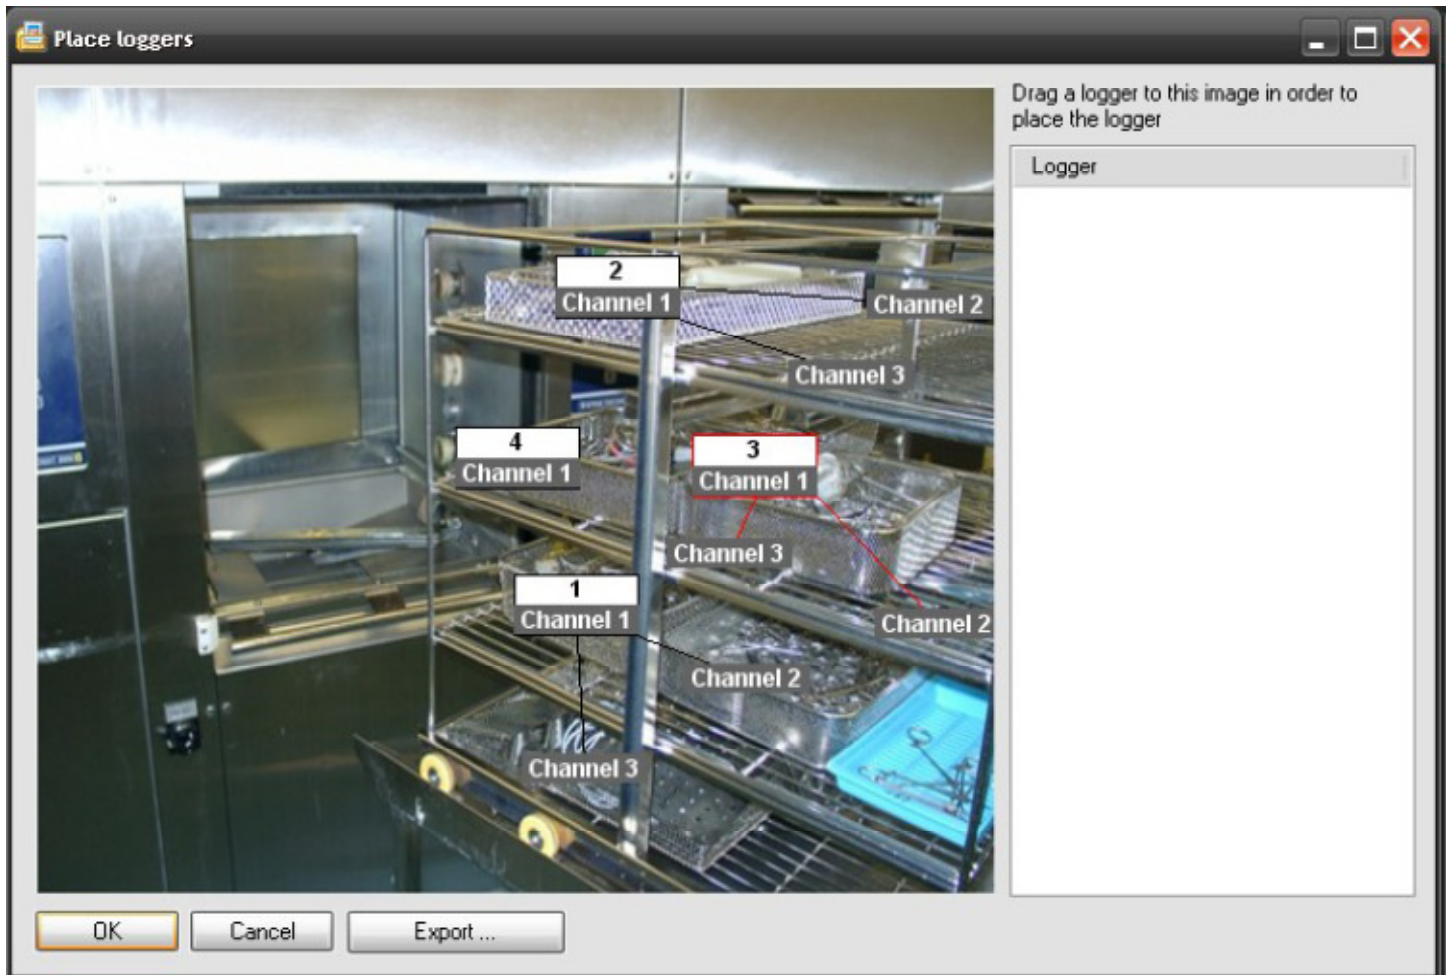 Place loggers
Drag a logger to this image in order to
place the logger
Logger
2
Channel 1
Channel 2
Channel 3
4
Channel 1
3
Channel 1
Channel 3
Channel 2
1
Channel 1
Channel 2
Channel 3
OK
Cancel
Export ...